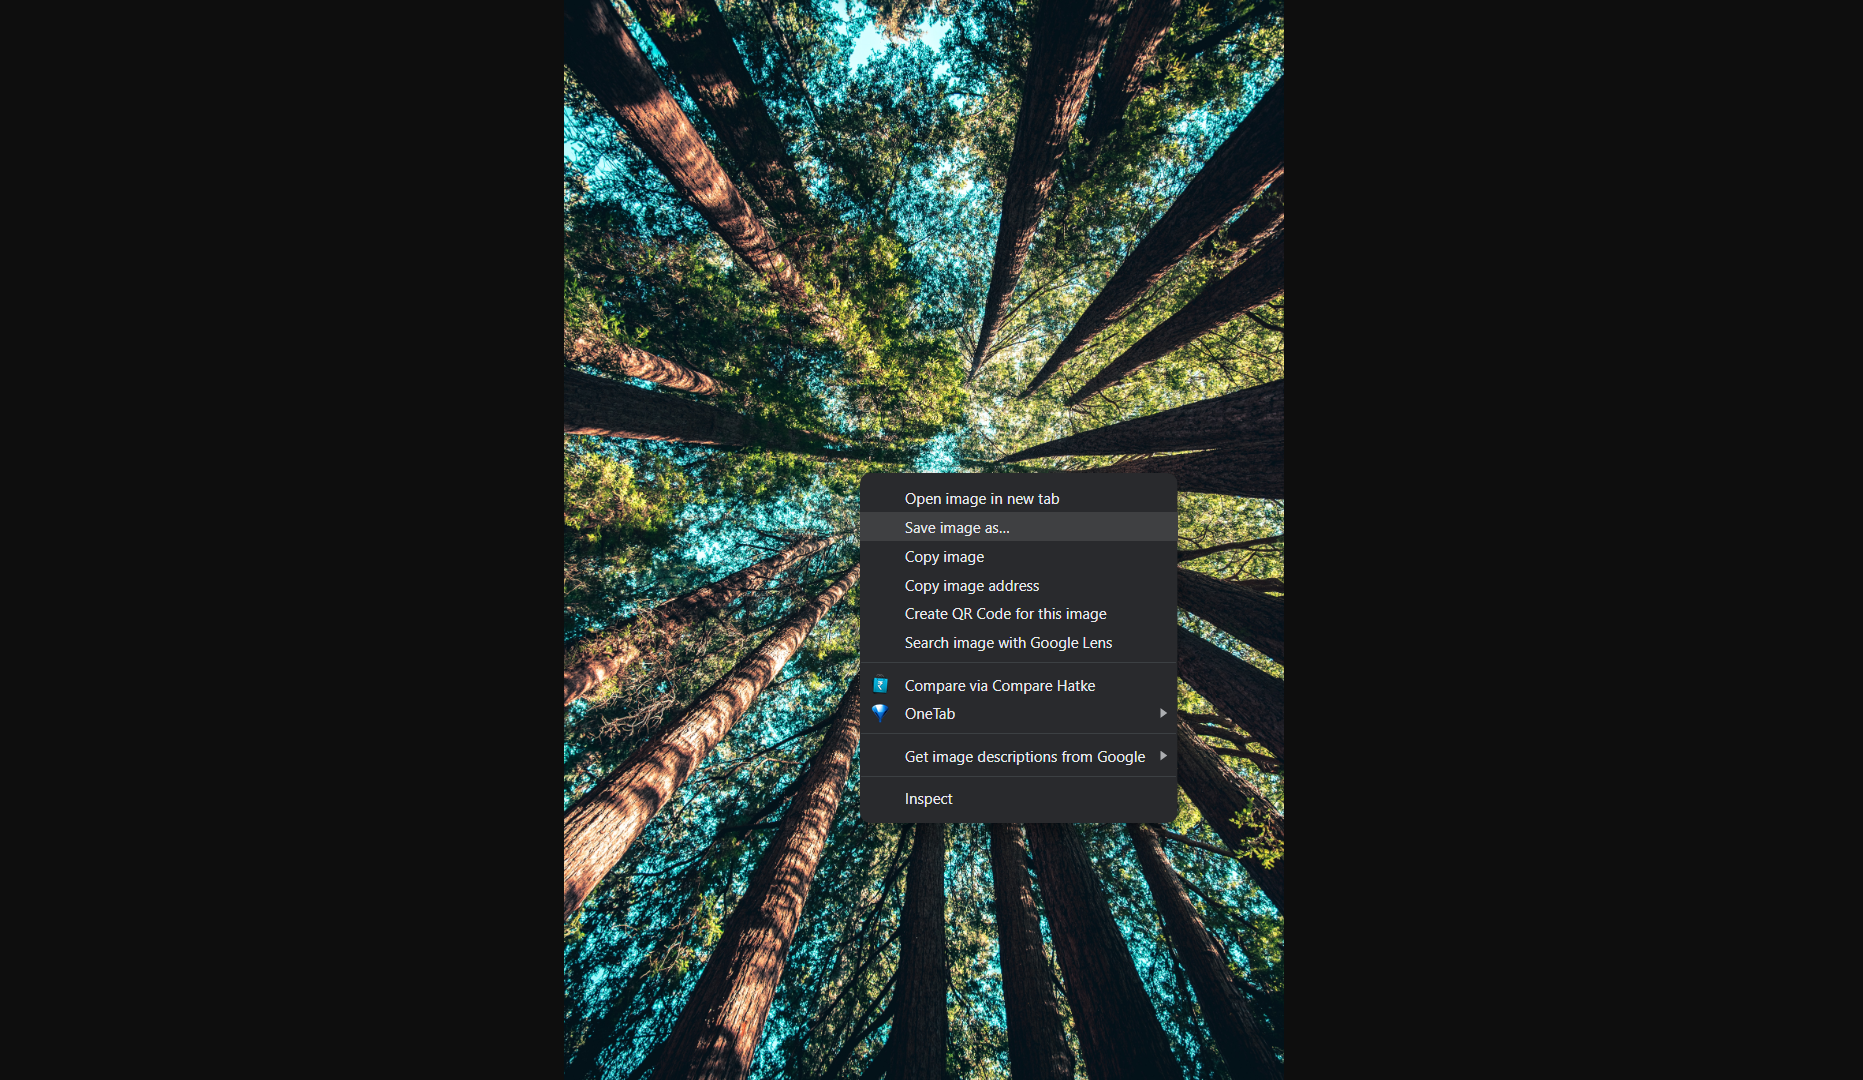 Open image in new tab
Save image as...
Copy image
Copy image address
Create QR Code for this image
Search image with Google Lens
Compare via Compare Hatke
OneTab
Get image descriptions from Google
Inspect